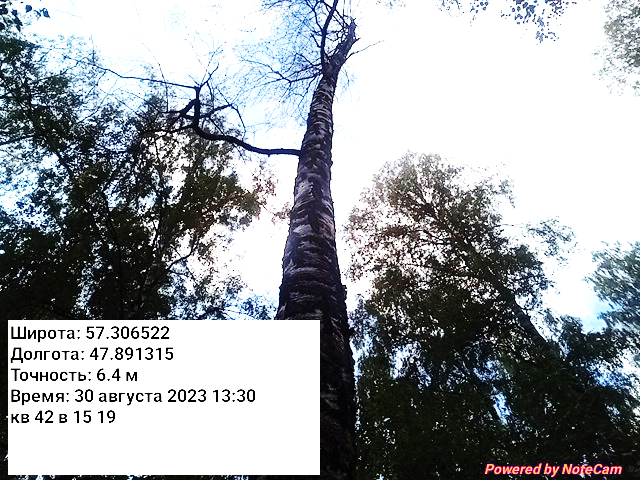 Широта: 57.306522
Долгота: 47.891315
Точность: 6.4 м
Время: 30 августа 2023 13:30
кв 42 в 15 19
Powered by NoteCam